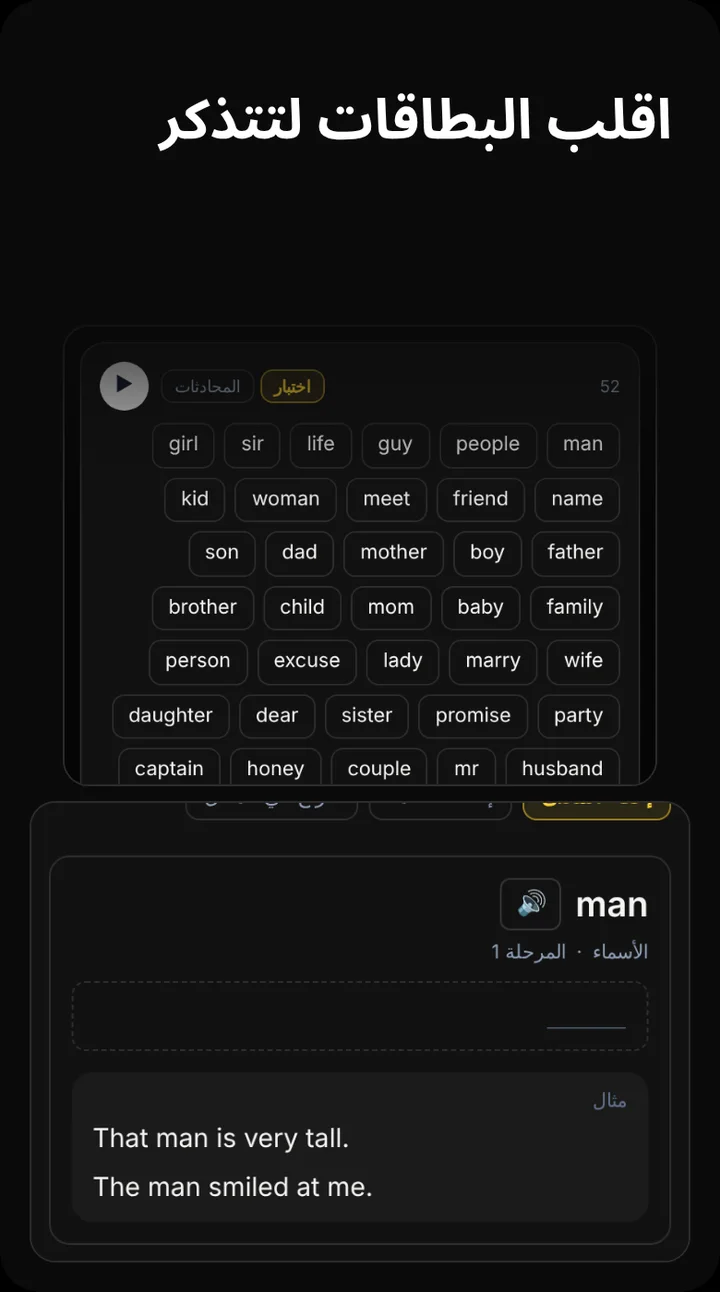 اقلب البطاقات لتتذكر
52 اختبار المحادثات
man people guy life sir girl
name friend meet woman kid
father boy mother dad son
family baby mom child brother
wife marry lady excuse person
party promise sister dear daughter
husband mr couple honey captain
man
الأسماء · المرحلة 1
مثال
That man is very tall.
The man smiled at me.